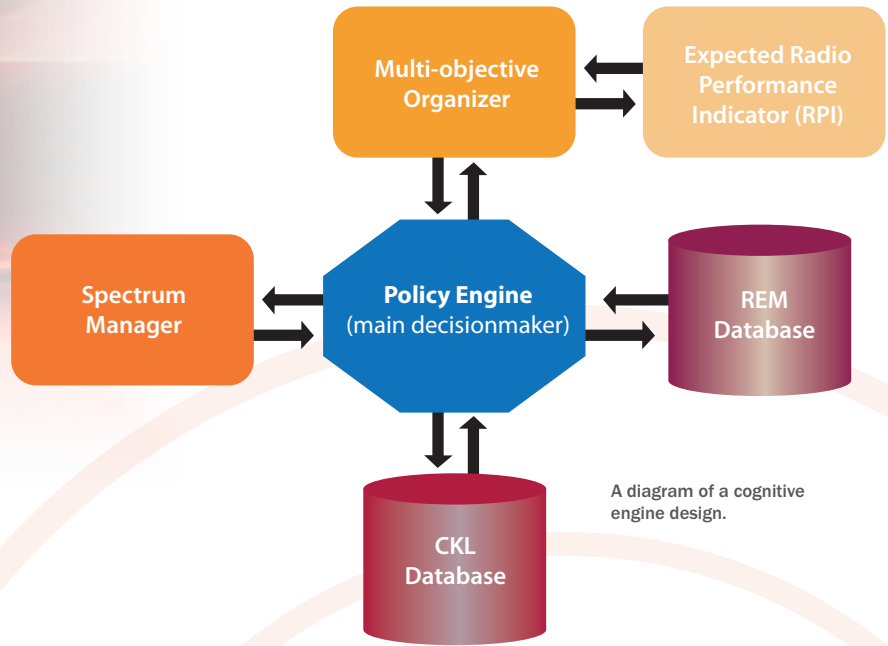 Multi-objective
Organizer
Expected Radio
Performance
Indicator (RPI)
Spectrum
Manager
Policy Engine
(main decisionmaker)
REM
Database
A diagram of a cognitive
engine design.
CKL
Database